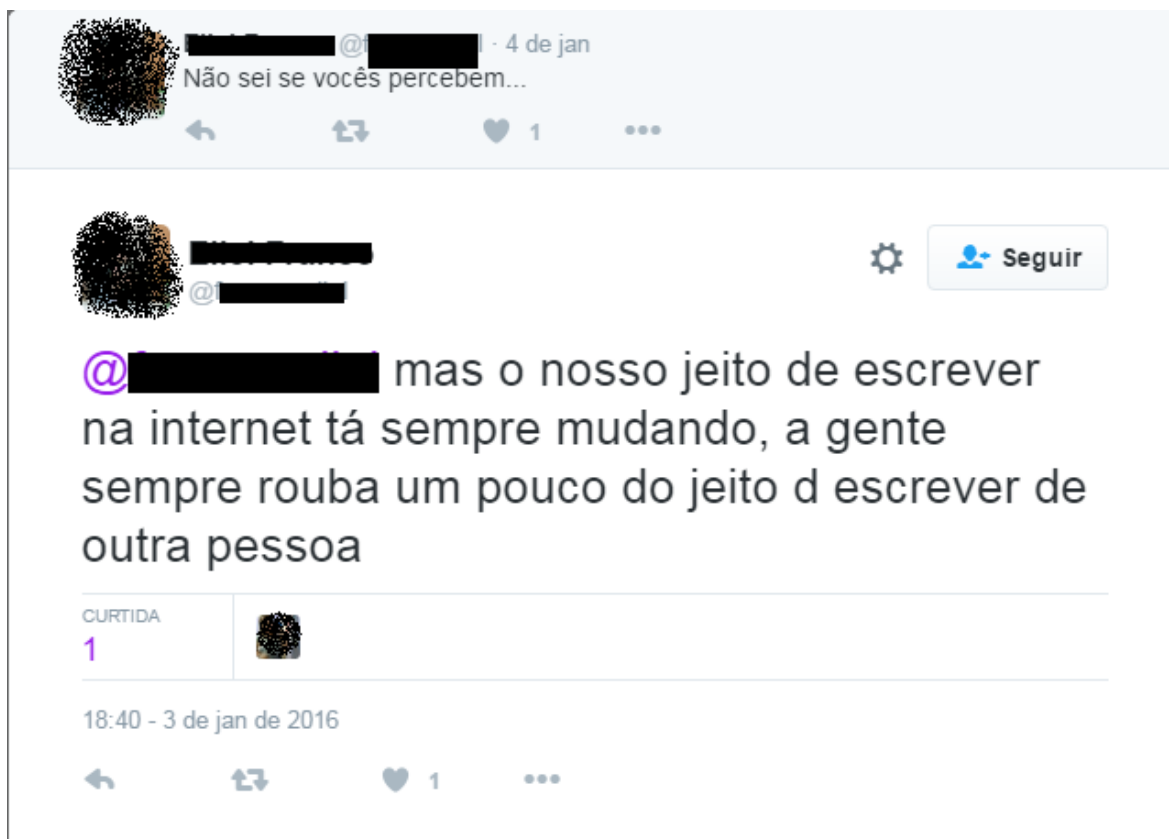 @ · 4 de jan
Não sei se vocês percebem...
1
Seguir
@
@ mas o nosso jeito de escrever
na internet tá sempre mudando, a gente
sempre rouba um pouco do jeito d escrever de
outra pessoa
CURTIDA
1
18:40 - 3 de jan de 2016
1